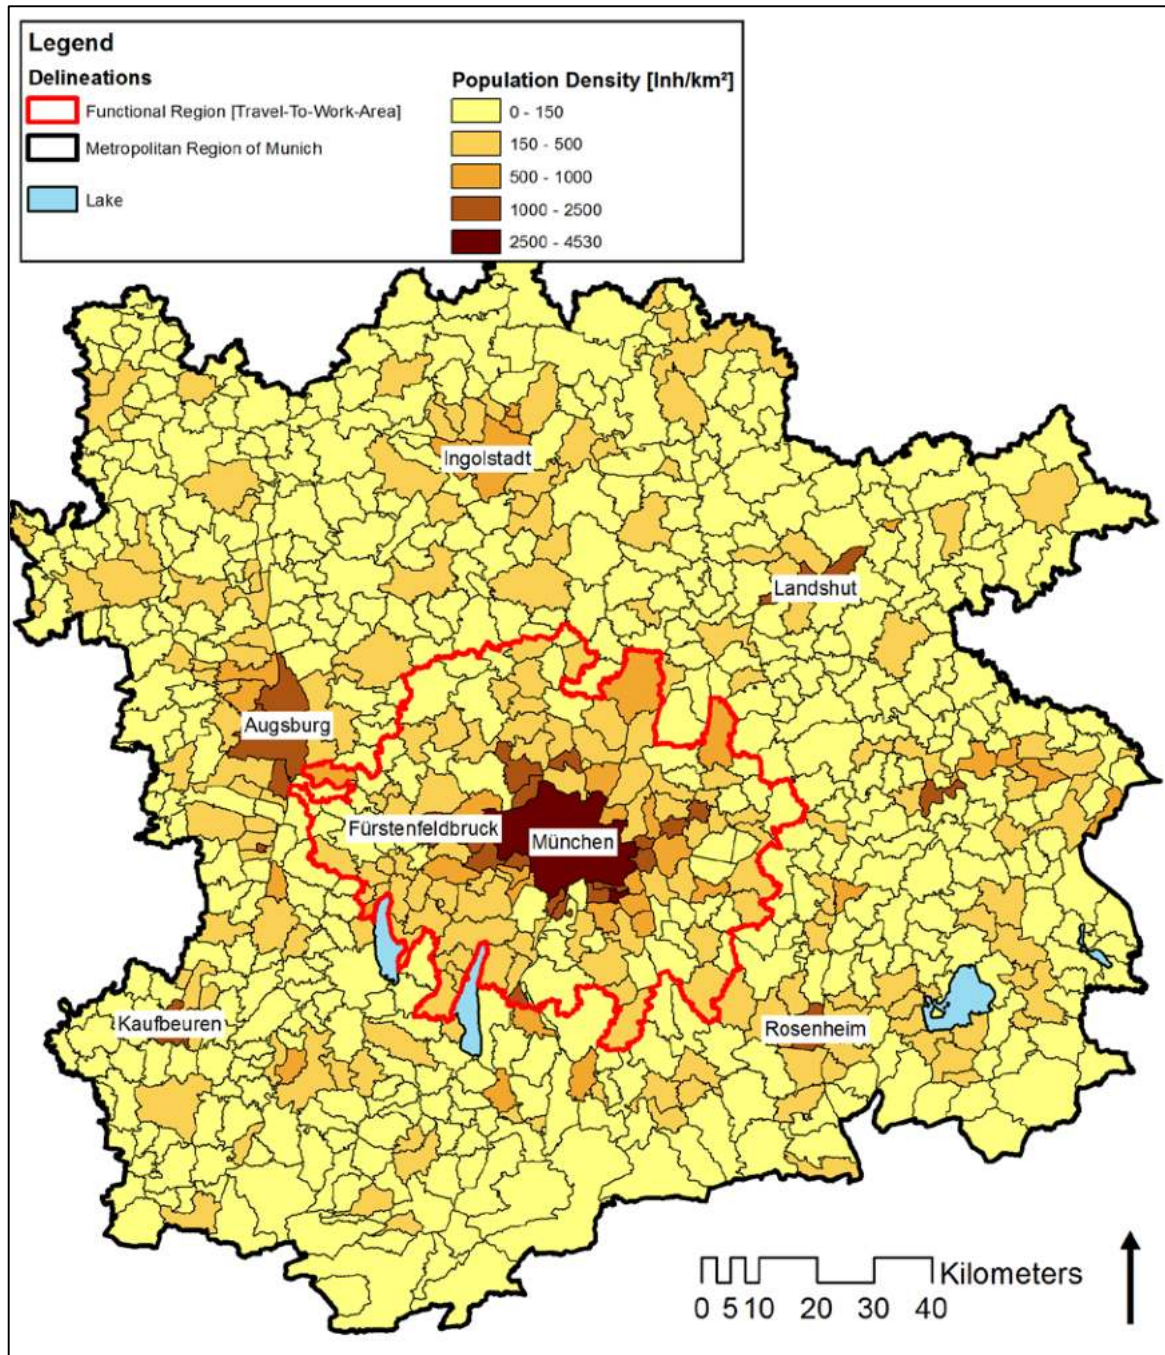 Legend
Delineations
Functional Region [Travel-To-Work-Area]
Metropolitan Region of Munich
Lake
Population Density [Inh/km²]
0 - 150
150 - 500
500 - 1000
1000 - 2500
2500 - 4530
Ingolstadt
Landshut
Augsburg
Fürstenfeldbruck
München
Kaufbeuren
Rosenheim
Kilometers
0 5 10 20 30 40